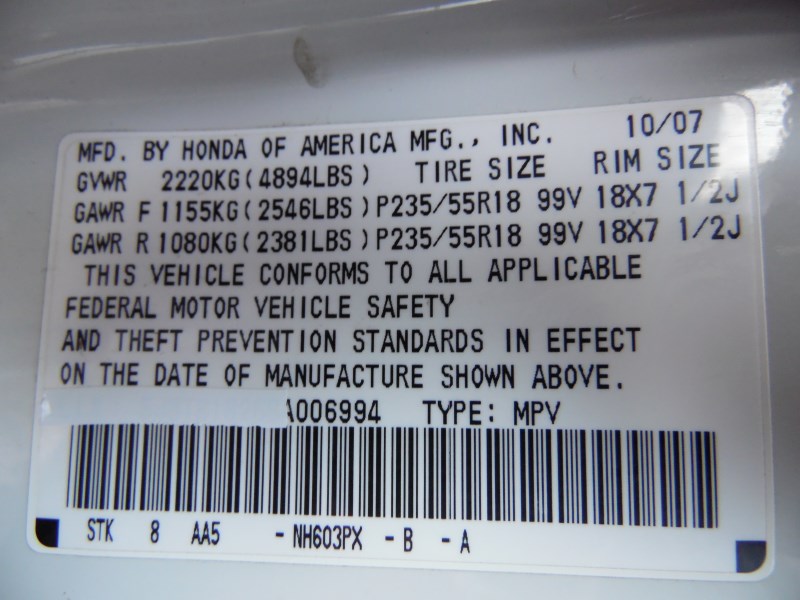 MFD. BY HONDA OF AMERICA MFG., INC. 10/07
GVWR 2220KG(4894LBS) TIRE SIZE RIM SIZE
GAWR F 1155KG(2546LBS)P235/55R18 99V 18X7 1/2J
GAWR R 1080KG(2381LBS)P235/55R18 99V 18X7 1/2J
THIS VEHICLE CONFORMS TO ALL APPLICABLE
FEDERAL MOTOR VEHICLE SAFETY
AND THEFT PREVENTION STANDARDS IN EFFECT
ON THE DATE OF MANUFACTURE SHOWN ABOVE.
A006994 TYPE: MPV
STK 8 AA5 -NH603PX -B -A